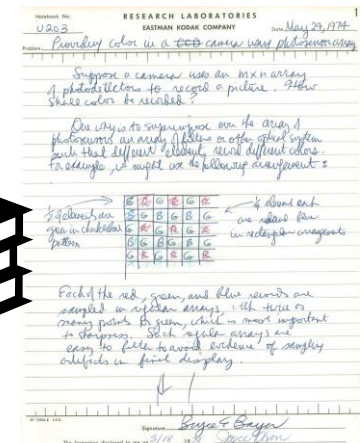 1
Notebook No. RESEARCH LABORATORIES
U203 EASTMAN KODAK COMPANY Date May 29, 1974
Problem Providing color in a camera using photosensor array
Suppose a camera uses an m x n array
of photodetectors to record a picture. How
shall color be recorded?
One way is to superimpose over the array of
photosensors an array of filters or other optical system
such that different elements record different colors.
For example, we might use the following arrangement:
1/2 elements are
green in checkerboard
pattern
G R G R G R
B G B G B G
G R G R G R
B G B G B G
G R G R G R
1/4 elements each
are red and blue
in rectangular arrangements
Each of the red, green, and blue records are
sampled in regular arrays, with twice as
many points for green, which is most important
to sharpness. Such regular arrays are
easy to filter to avoid evidence of sampling
artifacts in final display.
Signature Bryce E Bayer